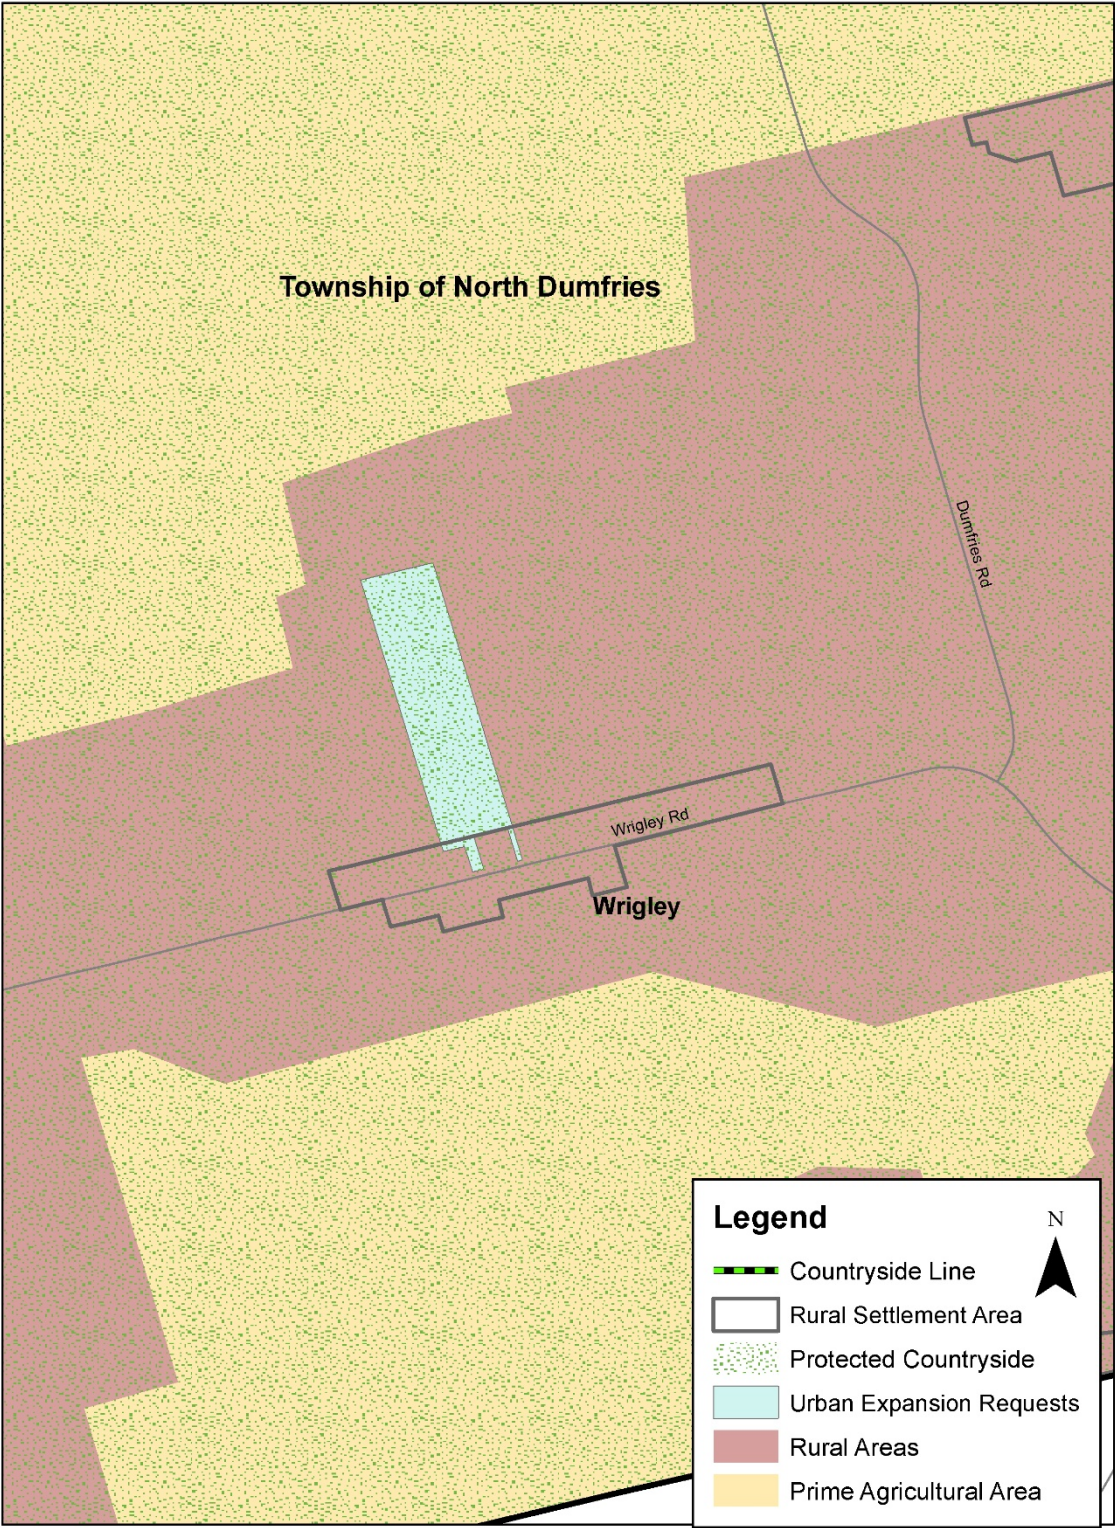 Township of North Dumfries
Dumfries Rd
Wrigley Rd
Wrigley
Legend
N
Countryside Line
Rural Settlement Area
Protected Countryside
Urban Expansion Requests
Rural Areas
Prime Agricultural Area